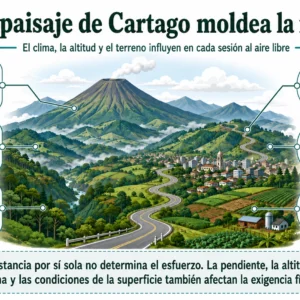 paisaje de Cartago moldea la
El clima, la altitud y el terreno influyen en cada sesión al aire libre
stancia por sí sola no determina el esfuerzo. La pendiente, la altit
a y las condiciones de la superficie también afectan la exigencia fí